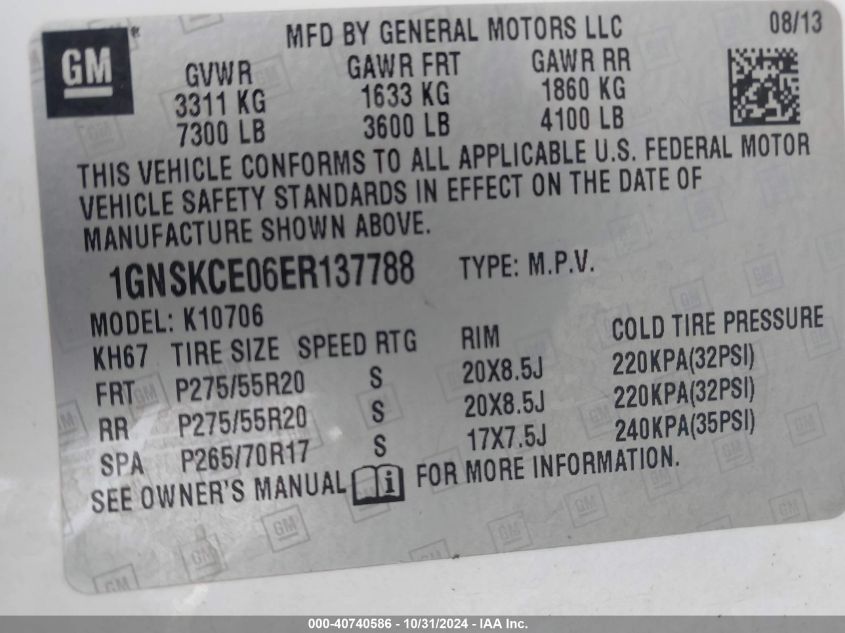 GM MFD BY GENERAL MOTORS LLC 08/13
GVWR GAWR FRT GAWR RR
3311 KG 1633 KG 1860 KG
7300 LB 3600 LB 4100 LB
THIS VEHICLE CONFORMS TO ALL APPLICABLE U.S. FEDERAL MOTOR
VEHICLE SAFETY STANDARDS IN EFFECT ON THE DATE OF
MANUFACTURE SHOWN ABOVE.
1GNSKCE06ER137788 TYPE: M.P.V.
MODEL: K10706
KH67 TIRE SIZE SPEED RTG RIM COLD TIRE PRESSURE
FRT P275/55R20 S 20X8.5J 220KPA(32PSI)
RR P275/55R20 S 20X8.5J 220KPA(32PSI)
SPA P265/70R17 S 17X7.5J 240KPA(35PSI)
SEE OWNER'S MANUAL i FOR MORE INFORMATION.
000-40740586 - 10/31/2024 - IAA Inc.